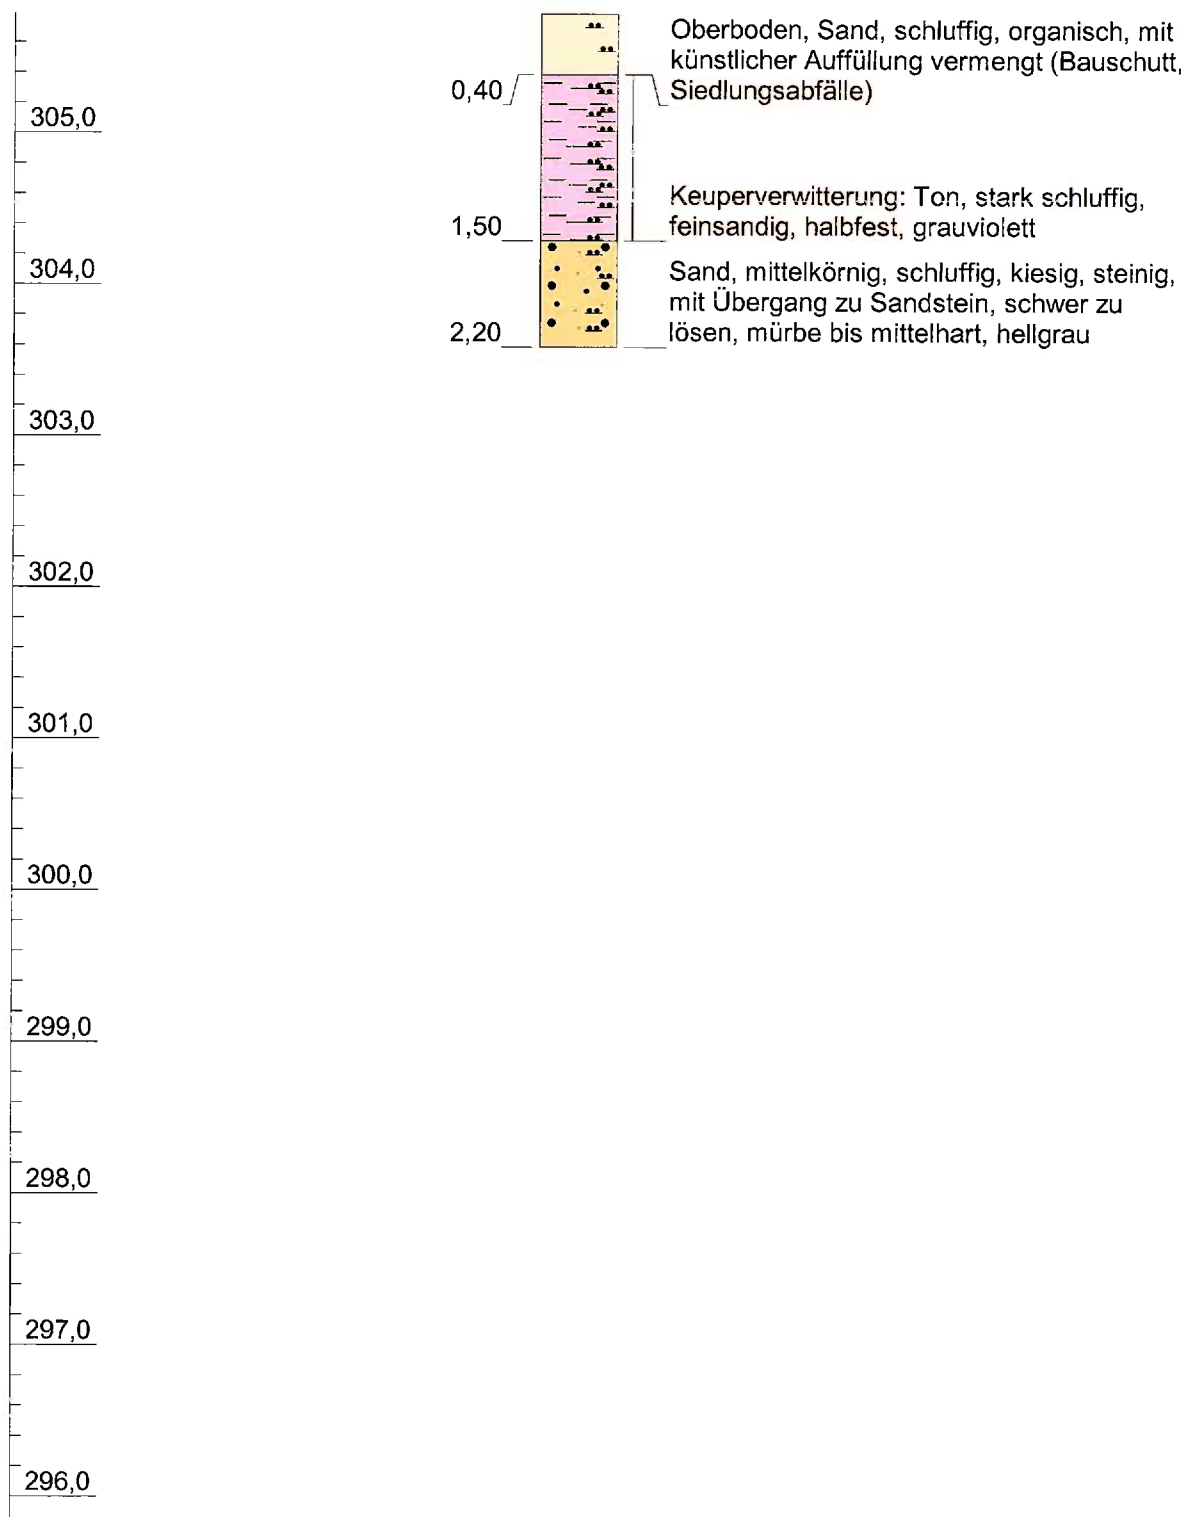 Oberboden, Sand, schluffig, organisch, mit
künstlicher Auffüllung vermengt (Bauschutt,
0,40
Siedlungsabfälle)
305,0
Keuperverwitterung: Ton, stark schluffig,
1,50
feinsandig, halbfest, grauviolett
304,0
Sand, mittelkörnig, schluffig, kiesig, steinig,
mit Übergang zu Sandstein, schwer zu
2,20
lösen, mürbe bis mittelhart, hellgrau
303,0
302,0
301,0
300,0
299,0
298,0
297,0
296,0